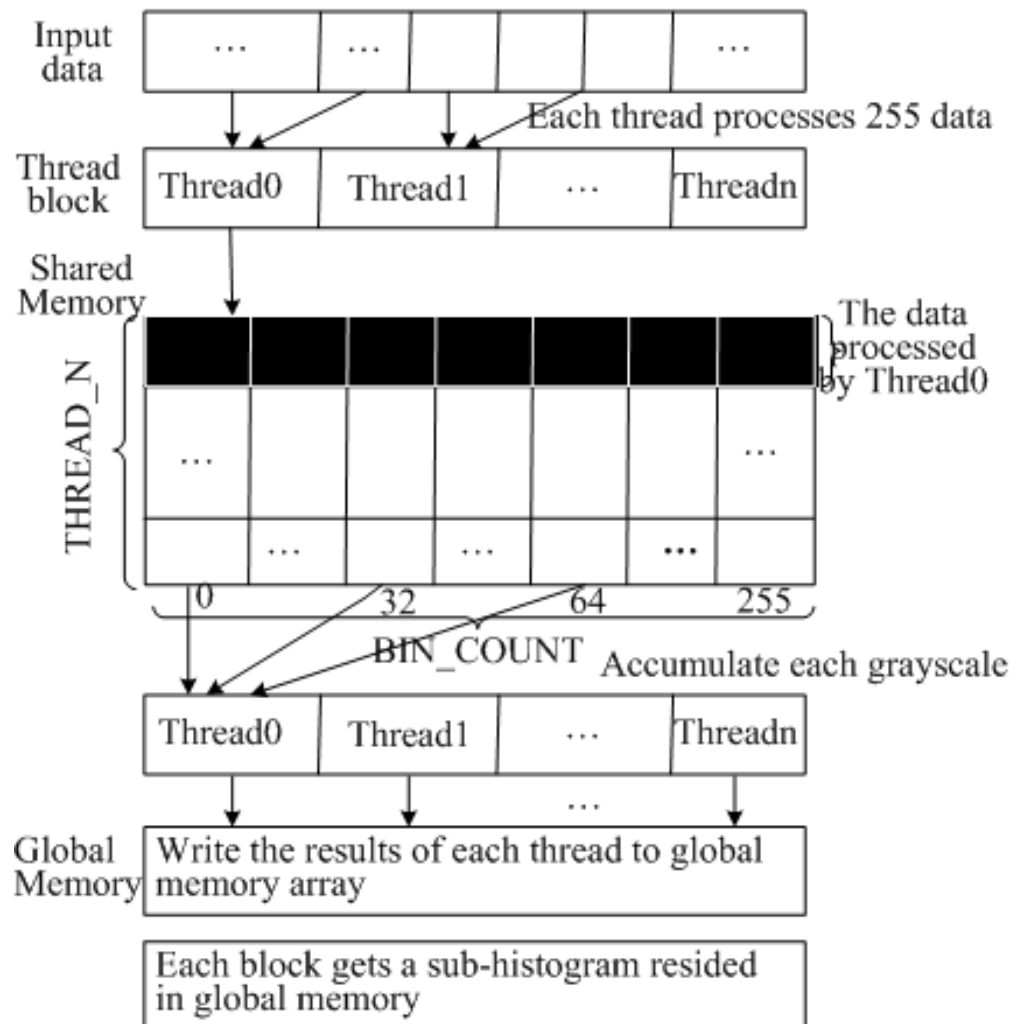 Input
data
...
...
...
Each thread processes 255 data
Thread
block
Thread0
Thread1
...
Threadn
Shared
Memory
The data
processed
by Thread0
THREAD_N
...
...
...
...
...
0
32
64
255
BIN_COUNT
Accumulate each grayscale
Thread0
Thread1
...
Threadn
...
Global
Memory
Write the results of each thread to global
memory array
Each block gets a sub-histogram resided
in global memory